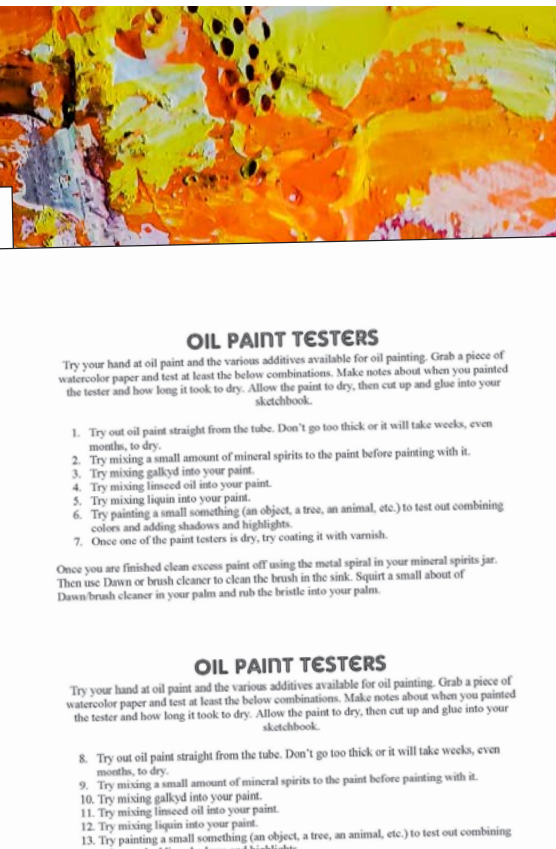 OIL PAINT TESTERS
Try your hand at oil paint and the various additives available for oil painting. Grab a piece of
watercolor paper and test at least the below combinations. Make notes about when you painted
the tester and how long it took to dry. Allow the paint to dry, then cut up and glue into your
sketchbook.
1. Try out oil paint straight from the tube. Don't go too thick or it will take weeks, even
months, to dry.
2. Try mixing a small amount of mineral spirits to the paint before painting with it.
3. Try mixing galkyd into your paint.
4. Try mixing linseed oil into your paint.
5. Try mixing liquin into your paint.
6. Try painting a small something (an object, a tree, an animal, etc.) to test out combining
colors and adding shadows and highlights.
7. Once one of the paint testers is dry, try coating it with varnish.
Once you are finished clean excess paint off using the metal spiral in your mineral spirits jar.
Then use Dawn or brush cleaner to clean the brush in the sink. Squirt a small about of
Dawn/brush cleaner in your palm and rub the bristle into your palm.
OIL PAINT TESTERS
Try your hand at oil paint and the various additives available for oil painting. Grab a piece of
watercolor paper and test at least the below combinations. Make notes about when you painted
the tester and how long it took to dry. Allow the paint to dry, then cut up and glue into your
sketchbook.
8. Try out oil paint straight from the tube. Don't go too thick or it will take weeks, even
months, to dry.
9. Try mixing a small amount of mineral spirits to the paint before painting with it.
10. Try mixing galkyd into your paint.
11. Try mixing linseed oil into your paint.
12. Try mixing liquin into your paint.
13. Try painting a small something (an object, a tree, an animal, etc.) to test out combining